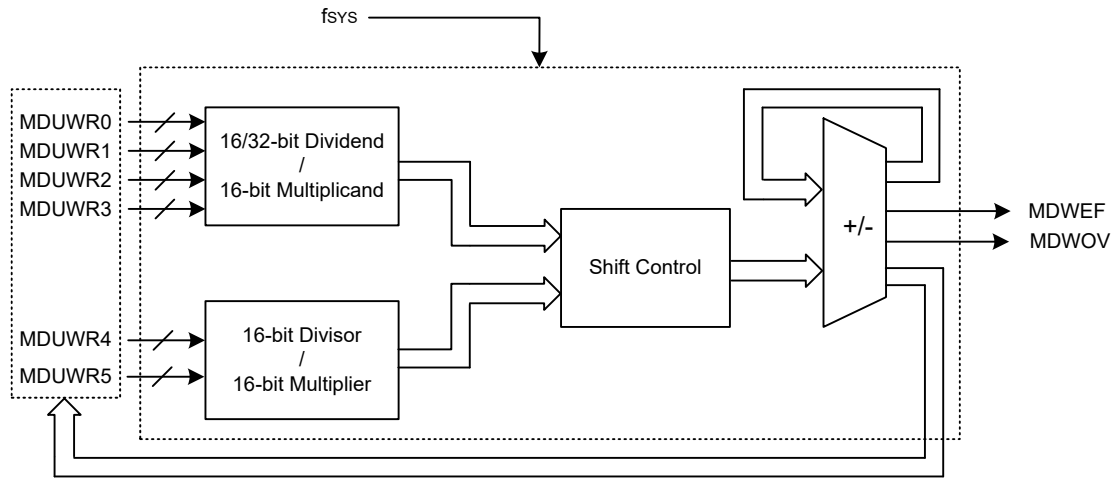 fSYS
MDUWR0
MDUWR1
MDUWR2
MDUWR3
16/32-bit Dividend
/
16-bit Multiplicand
MDUWR4
MDUWR5
16-bit Divisor
/
16-bit Multiplier
Shift Control
+/-
MDWEF
MDWOV